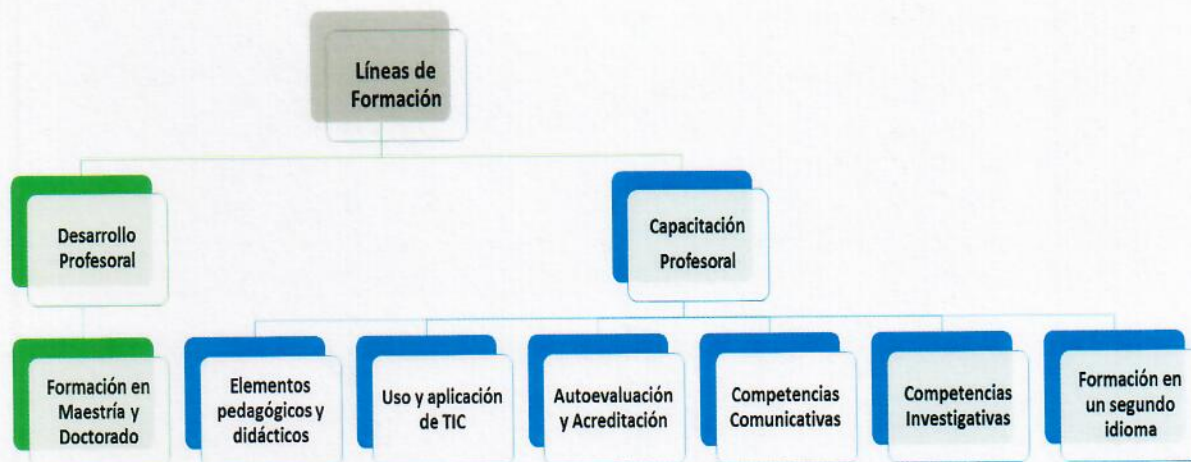 Líneas de
Formación
Desarrollo
Profesoral
Capacitación
Profesoral
Formación en
Maestría y
Doctorado
Elementos
pedagógicos y
didácticos
Uso y aplicación
de TIC
Autoevaluación
y Acreditación
Competencias
Comunicativas
Competencias
Investigativas
Formación en
un segundo
idioma